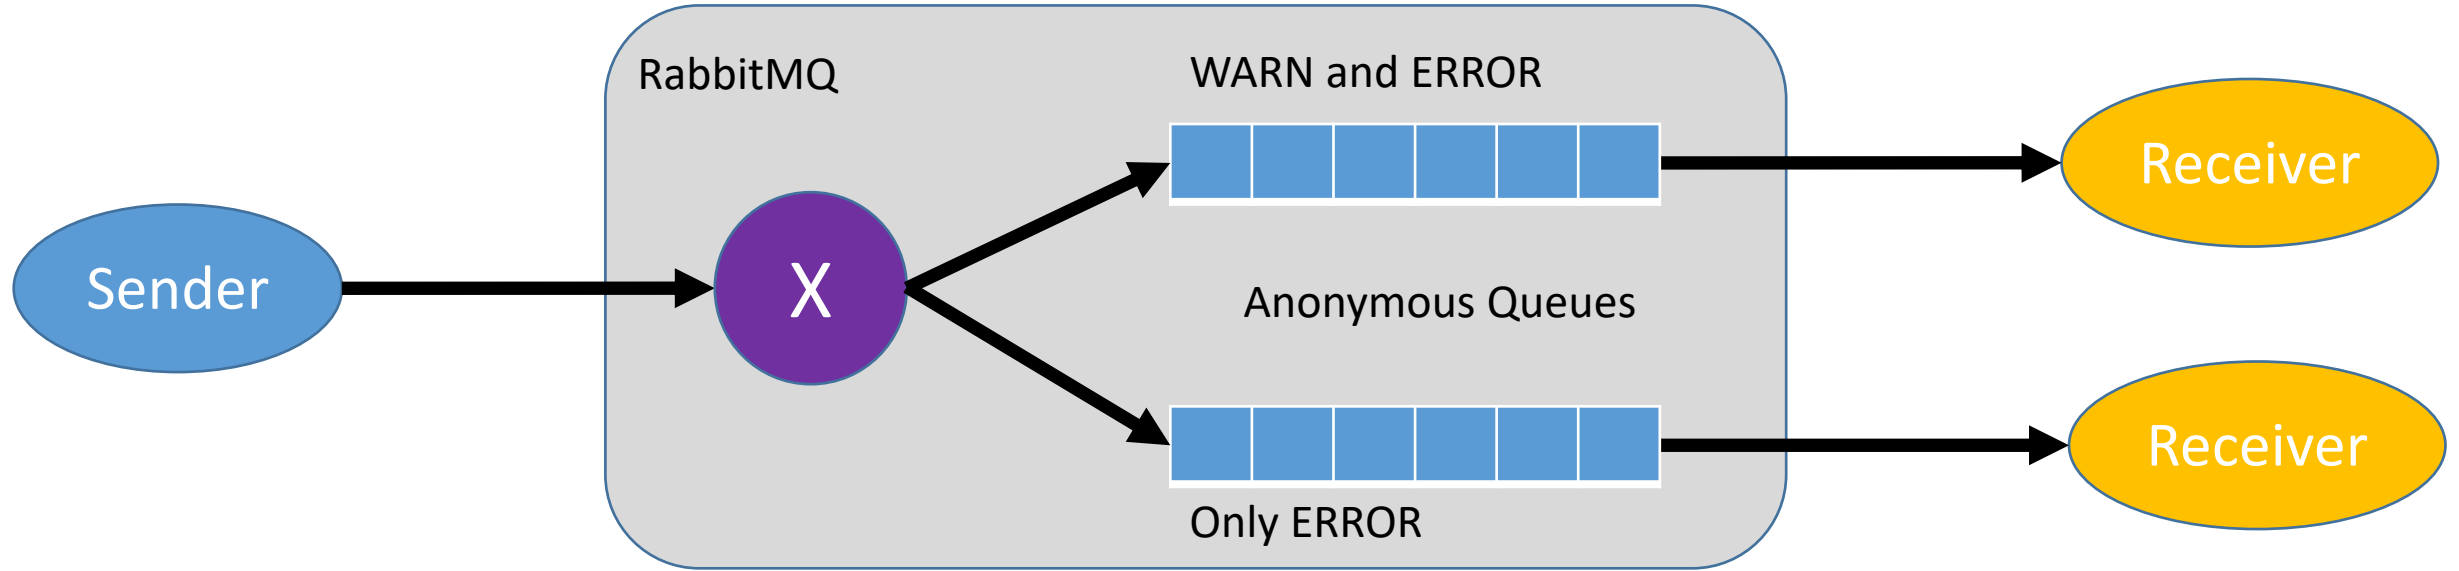 RabbitMQ
WARN and ERROR
Receiver
Sender
X
Anonymous Queues
Receiver
Only ERROR